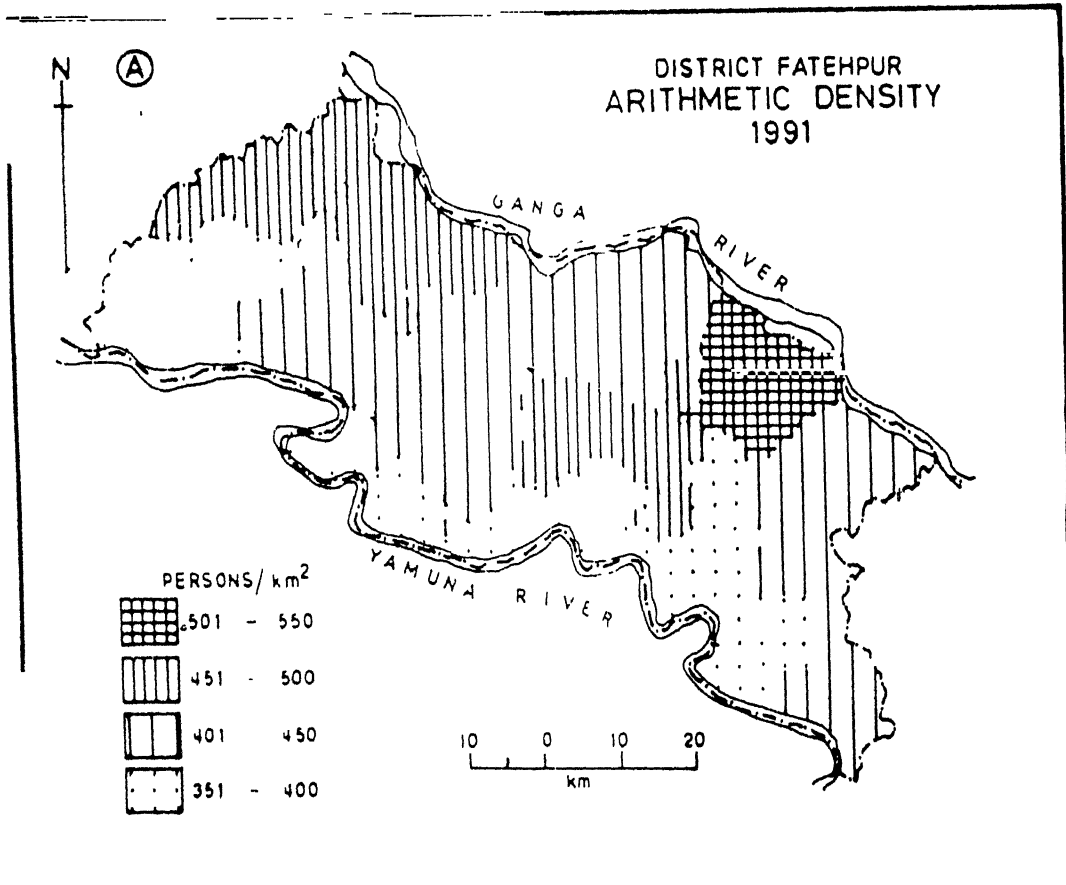 N
A
DISTRICT FATEHPUR
ARITHMETIC DENSITY
1991
GANGA RIVER
YAMUNA RIVER
PERSONS/km²
501 - 550
451 - 500
401 450
351 - 400
10 0 10 20
km